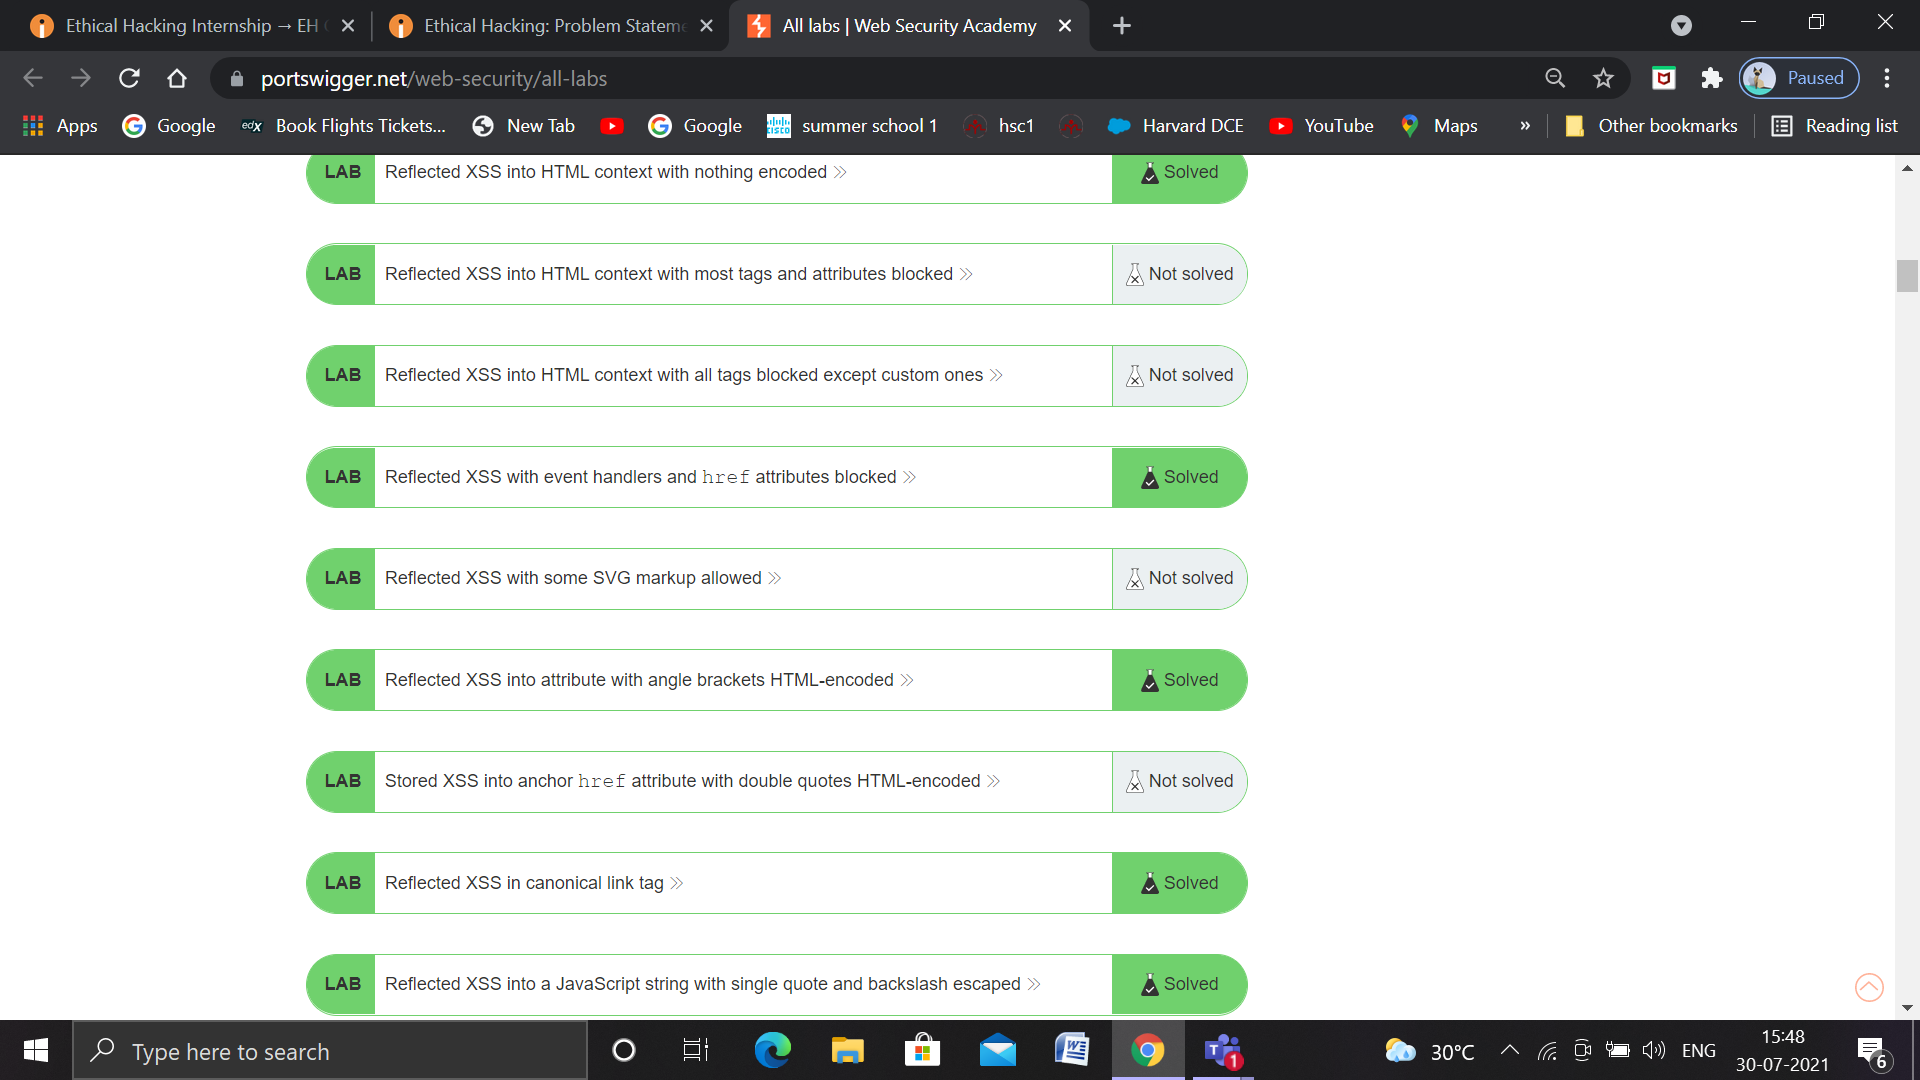 Ethical Hacking Internship → EH
Ethical Hacking: Problem Stateme
All labs | Web Security Academy
portswigger.net/web-security/all-labs
Paused
Apps
Google
edX
Book Flights Tickets...
New Tab
Google
CISCO
summer school 1
hsc1
Harvard DCE
YouTube
Maps
»
Other bookmarks
Reading list
LAB Reflected XSS into HTML context with nothing encoded Solved
LAB Reflected XSS into HTML context with most tags and attributes blocked Not solved
LAB Reflected XSS into HTML context with all tags blocked except custom ones Not solved
LAB Reflected XSS with event handlers and href attributes blocked Solved
LAB Reflected XSS with some SVG markup allowed Not solved
LAB Reflected XSS into attribute with angle brackets HTML-encoded Solved
LAB Stored XSS into anchor href attribute with double quotes HTML-encoded Not solved
LAB Reflected XSS in canonical link tag Solved
LAB Reflected XSS into a JavaScript string with single quote and backslash escaped Solved
Type here to search
W
T
1
30°C
ENG
15:48
30-07-2021
6